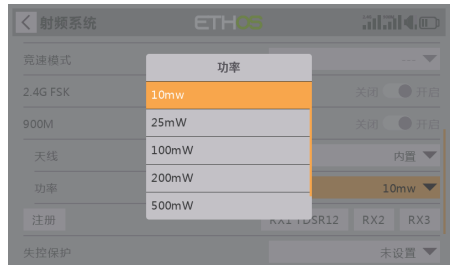 射频系统 ETHOS
竞速模式 ---
2.4G FSK 关闭 开启
900M 关闭 开启
天线 内置
功率 10mw
注册 RX1 TDSR12 RX2 RX3
失控保护 未设置
功率
10mw
25mW
100mW
200mW
500mW